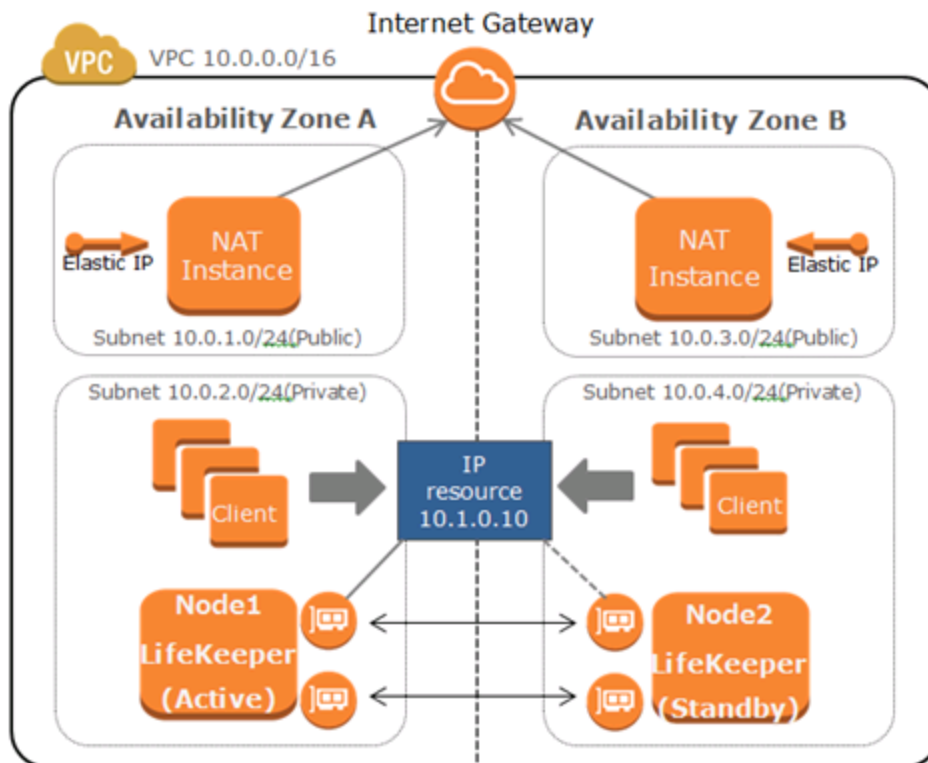 Internet Gateway
VPC
VPC 10.0.0.0/16
Availability Zone A
Availability Zone B
NAT
Instance
Elastic IP
Subnet 10.0.1.0/24(Public)
NAT
Instance
Elastic IP
Subnet 10.0.3.0/24(Public)
Subnet 10.0.2.0/24(Private)
Subnet 10.0.4.0/24(Private)
Client
IP
resource
10.1.0.10
Client
Node1
LifeKeeper
(Active)
Node2
LifeKeeper
(Standby)